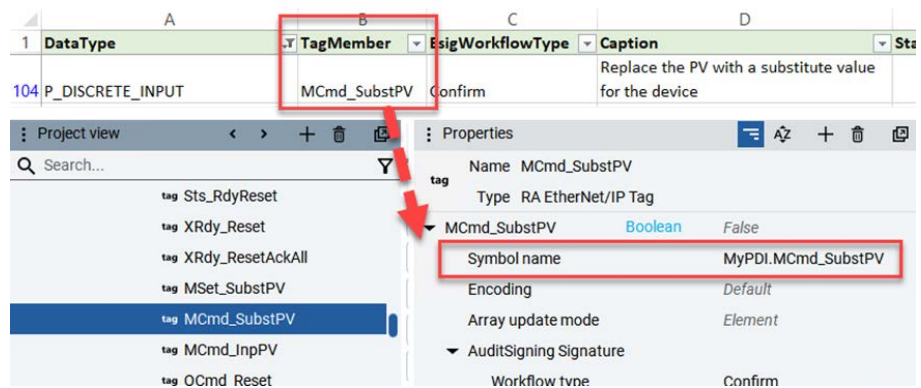 A B C D
1 DataType TagMember EsigWorkflowType Caption Sta
Replace the PV with a substitute value
104 P_DISCRETE_INPUT MCmd_SubstPV Confirm for the device
Project view
Search...
tag Sts_RdyReset
tag XRdy_Reset
tag XRdy_ResetAckAll
tag MSet_SubstPV
tag MCmd_SubstPV
tag MCmd_InpPV
tag OCmd_Reset
Properties
Name MCmd_SubstPV
tag
Type RA EtherNet/IP Tag
MCmd_SubstPV Boolean False
Symbol name MyPDI.MCmd_SubstPV
Encoding Default
Array update mode Element
AuditSigning Signature
Workflow type Confirm